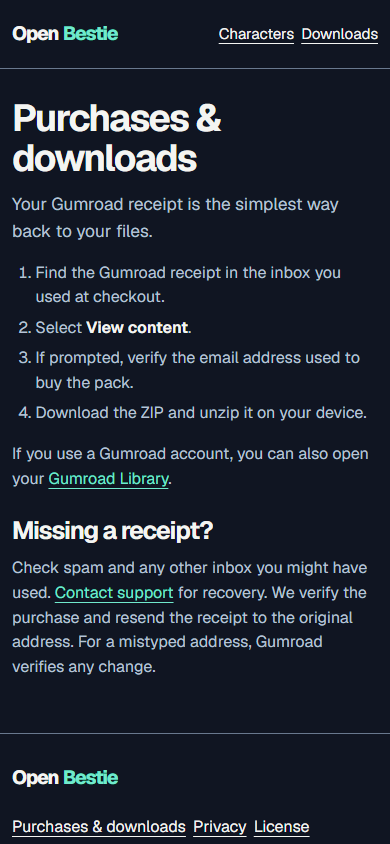 Open Bestie
Characters Downloads
Purchases &
downloads
Your Gumroad receipt is the simplest way
back to your files.
1. Find the Gumroad receipt in the inbox you
used at checkout.
2. Select View content.
3. If prompted, verify the email address used to
buy the pack.
4. Download the ZIP and unzip it on your device.
If you use a Gumroad account, you can also open
your Gumroad Library.
Missing a receipt?
Check spam and any other inbox you might have
used. Contact support for recovery. We verify the
purchase and resend the receipt to the original
address. For a mistyped address, Gumroad
verifies any change.
Open Bestie
Purchases & downloads Privacy License